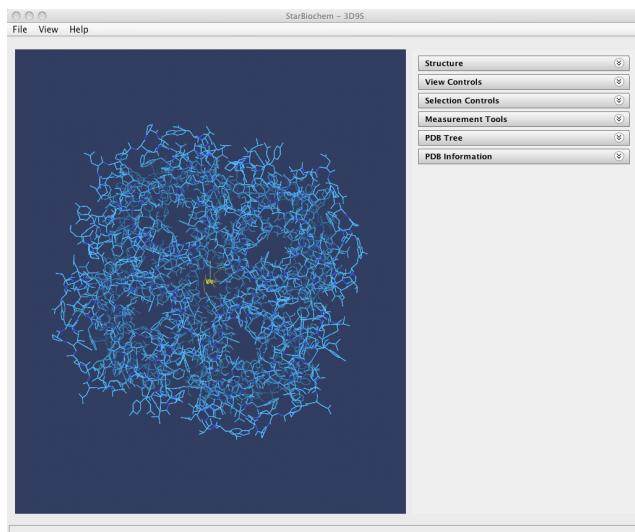 StarBiochem – 3D9S
File View Help
Structure
View Controls
Selection Controls
Measurement Tools
PDB Tree
PDB Information